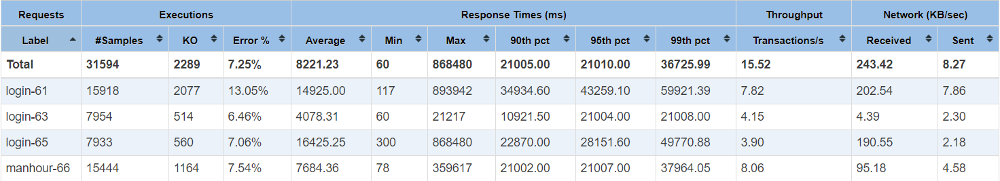 Requests Executions Response Times (ms) Throughput Network (KB/sec)
Label #Samples KO Error % Average Min Max 90th pct 95th pct 99th pct Transactions/s Received Sent
Total 31594 2289 7.25% 8221.23 60 868480 21005.00 21010.00 36725.99 15.52 243.42 8.27
login-61 15918 2077 13.05% 14925.00 117 893942 34934.60 43259.10 59921.39 7.82 202.54 7.86
login-63 7954 514 6.46% 4078.31 60 21217 10921.50 21004.00 21008.00 4.15 4.39 2.30
login-65 7933 560 7.06% 16425.25 300 868480 22870.00 28151.60 49770.88 3.90 190.55 2.18
manhour-66 15444 1164 7.54% 7684.36 78 359617 21002.00 21007.00 37964.05 8.06 95.18 4.58